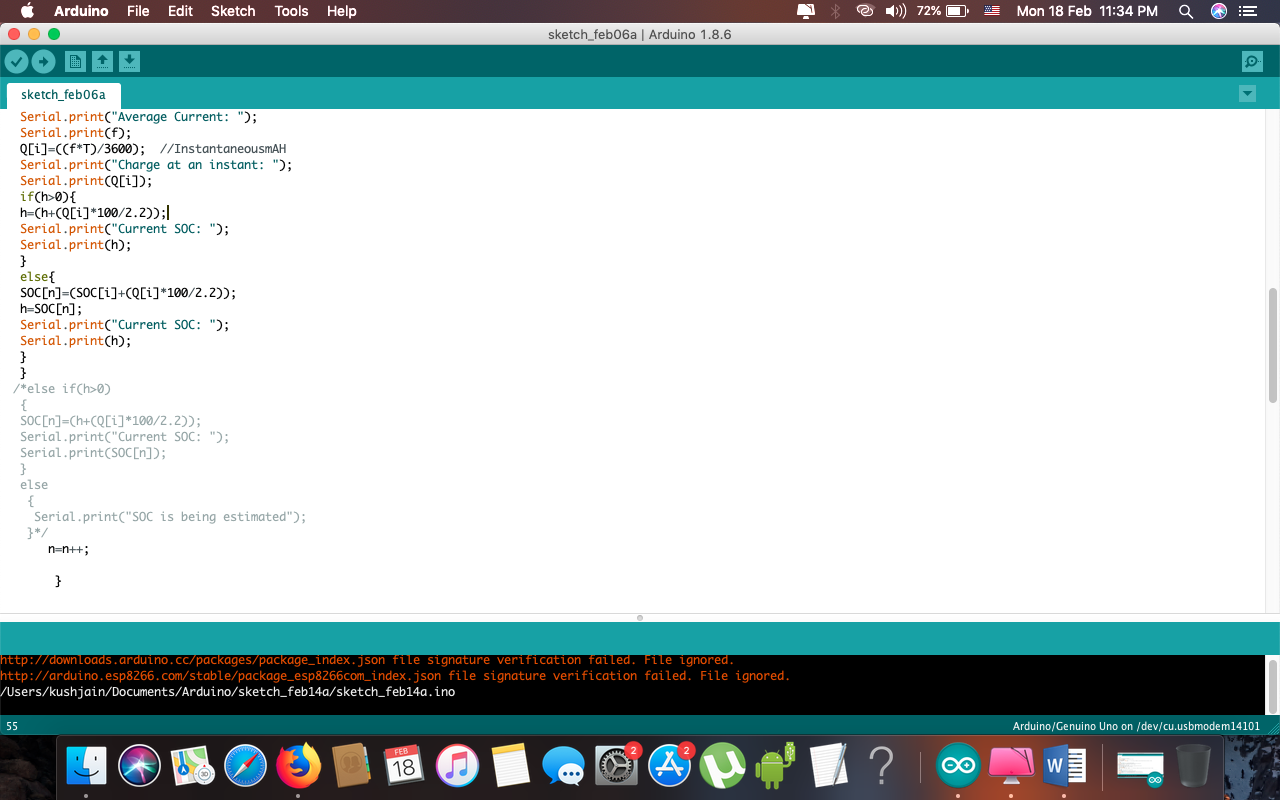 Arduino File Edit Sketch Tools Help 72% Mon 18 Feb 11:34 PM
sketch_feb06a | Arduino 1.8.6
sketch_feb06a
Serial.print("Average Current: ");
Serial.print(f);
Q[i]=((f*T)/3600); //InstantaneousmAH
Serial.print("Charge at an instant: ");
Serial.print(Q[i]);
if(h>0){
h=(h+(Q[i]*100/2.2));
Serial.print("Current SOC: ");
Serial.print(h);
}
else{
SOC[n]=(SOC[i]+(Q[i]*100/2.2));
h=SOC[n];
Serial.print("Current SOC: ");
Serial.print(h);
}
}
/*else if(h>0)
{
SOC[n]=(h+(Q[i]*100/2.2));
Serial.print("Current SOC: ");
Serial.print(SOC[n]);
}
else
{
Serial.print("SOC is being estimated");
}*/
n=n++;
}
http://downloads.arduino.cc/packages/package_index.json file signature verification failed. File ignored.
http://arduino.esp8266.com/stable/package_esp8266com_index.json file signature verification failed. File ignored.
/Users/kushjain/Documents/Arduino/sketch_feb14a/sketch_feb14a.ino
55 Arduino/Genuino Uno on /dev/cu.usbmodem14101
FEB
18
2
2
W